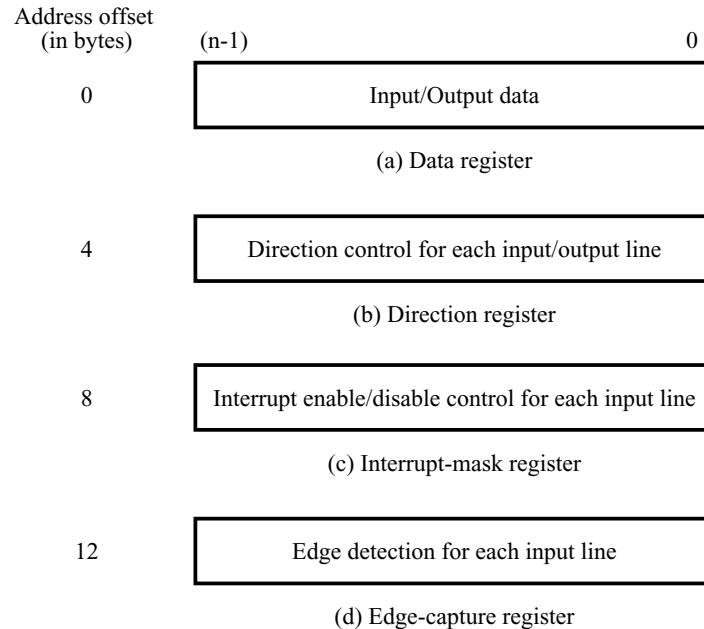 Address offset
(in bytes)
(n-1) 0
0 Input/Output data
(a) Data register
4 Direction control for each input/output line
(b) Direction register
8 Interrupt enable/disable control for each input line
(c) Interrupt-mask register
12 Edge detection for each input line
(d) Edge-capture register